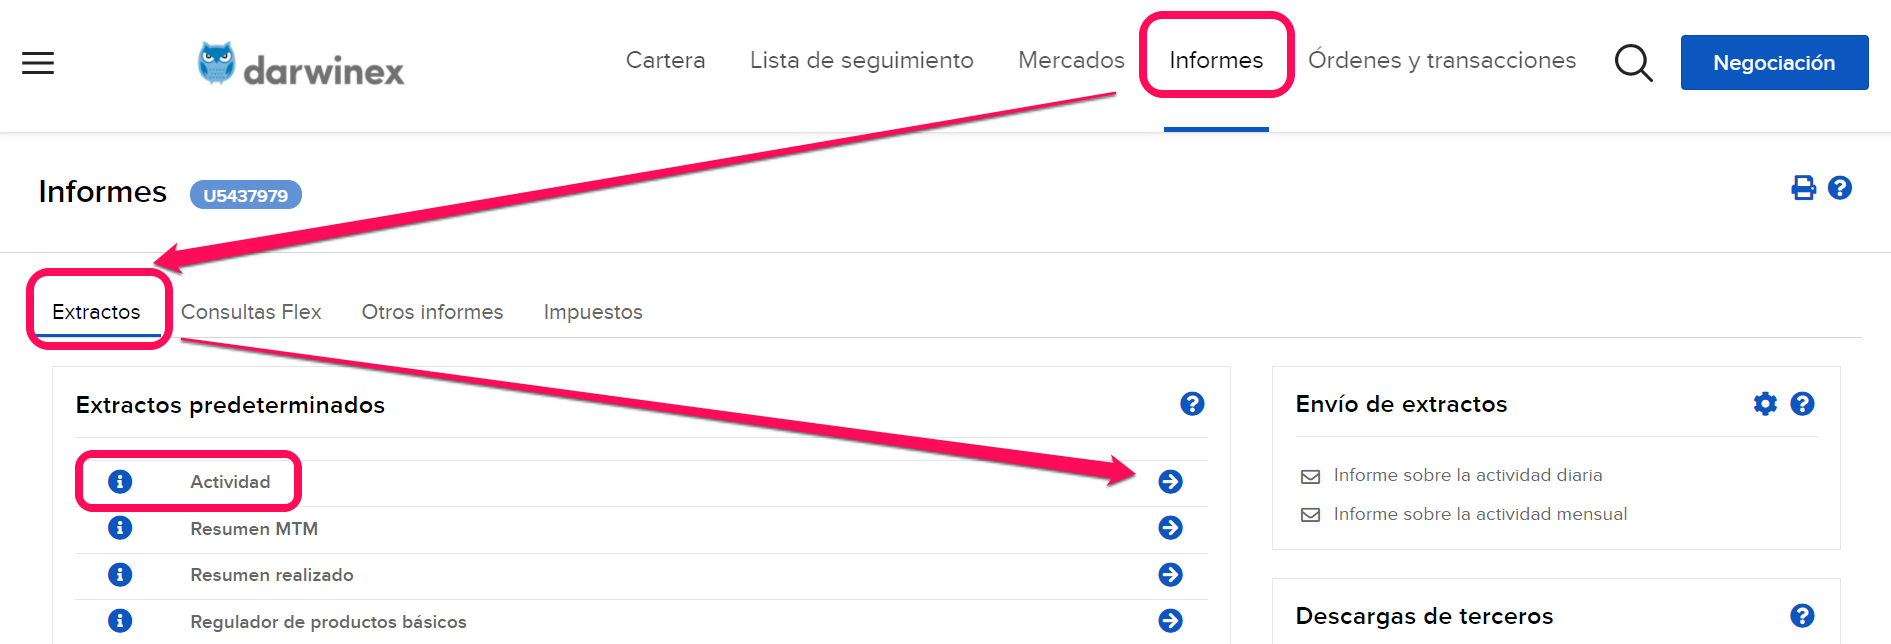 darwinex
Cartera Lista de seguimiento Mercados Informes Órdenes y transacciones Negociación
Informes U5437979
Extractos Consultas Flex Otros informes Impuestos
Extractos predeterminados
Actividad
Resumen MTM
Resumen realizado
Regulador de productos básicos
Envío de extractos
Informe sobre la actividad diaria
Informe sobre la actividad mensual
Descargas de terceros